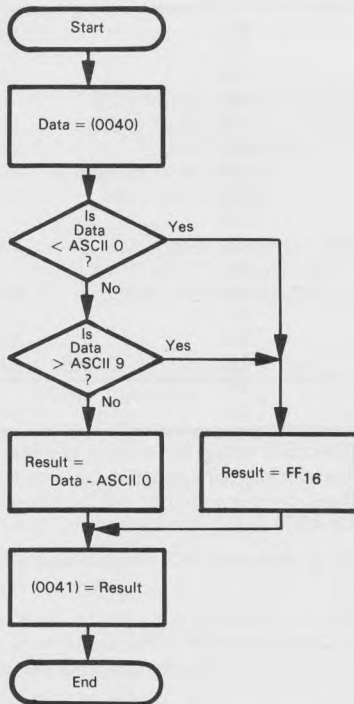 Start
Data = (0040)
Is
Data
< ASCII 0
?
Yes
No
Is
Data
> ASCII 9
?
Yes
No
Result =
Data - ASCII 0
Result = FF16
(0041) = Result
End